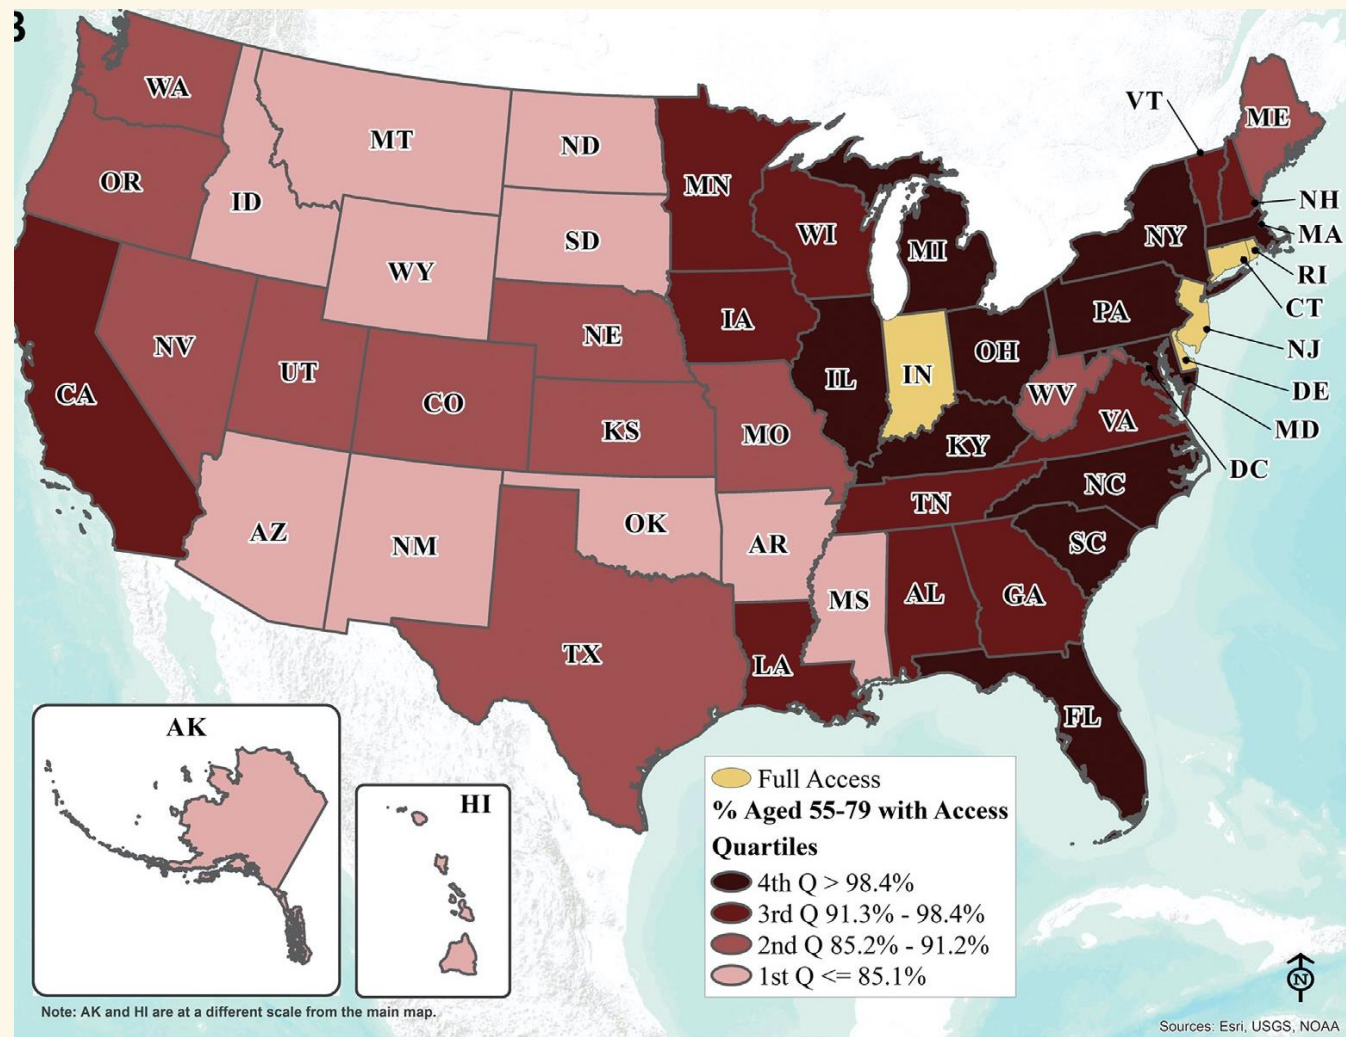 B
WA
MT
ND
MN
VT
ME
OR
ID
SD
WI
MI
NY
NH
MA
WY
RI
CT
NV
UT
CO
NE
IA
PA
NJ
CA
KS
MO
IL
IN
OH
WV
VA
DE
MD
KY
DC
AZ
NM
OK
AR
TN
NC
SC
MS
AL
GA
TX
LA
FL
AK
HI
Full Access
% Aged 55-79 with Access
Quartiles
4th Q > 98.4%
3rd Q 91.3% - 98.4%
2nd Q 85.2% - 91.2%
1st Q <= 85.1%
N
Note: AK and HI are at a different scale from the main map.
Sources: Esri, USGS, NOAA